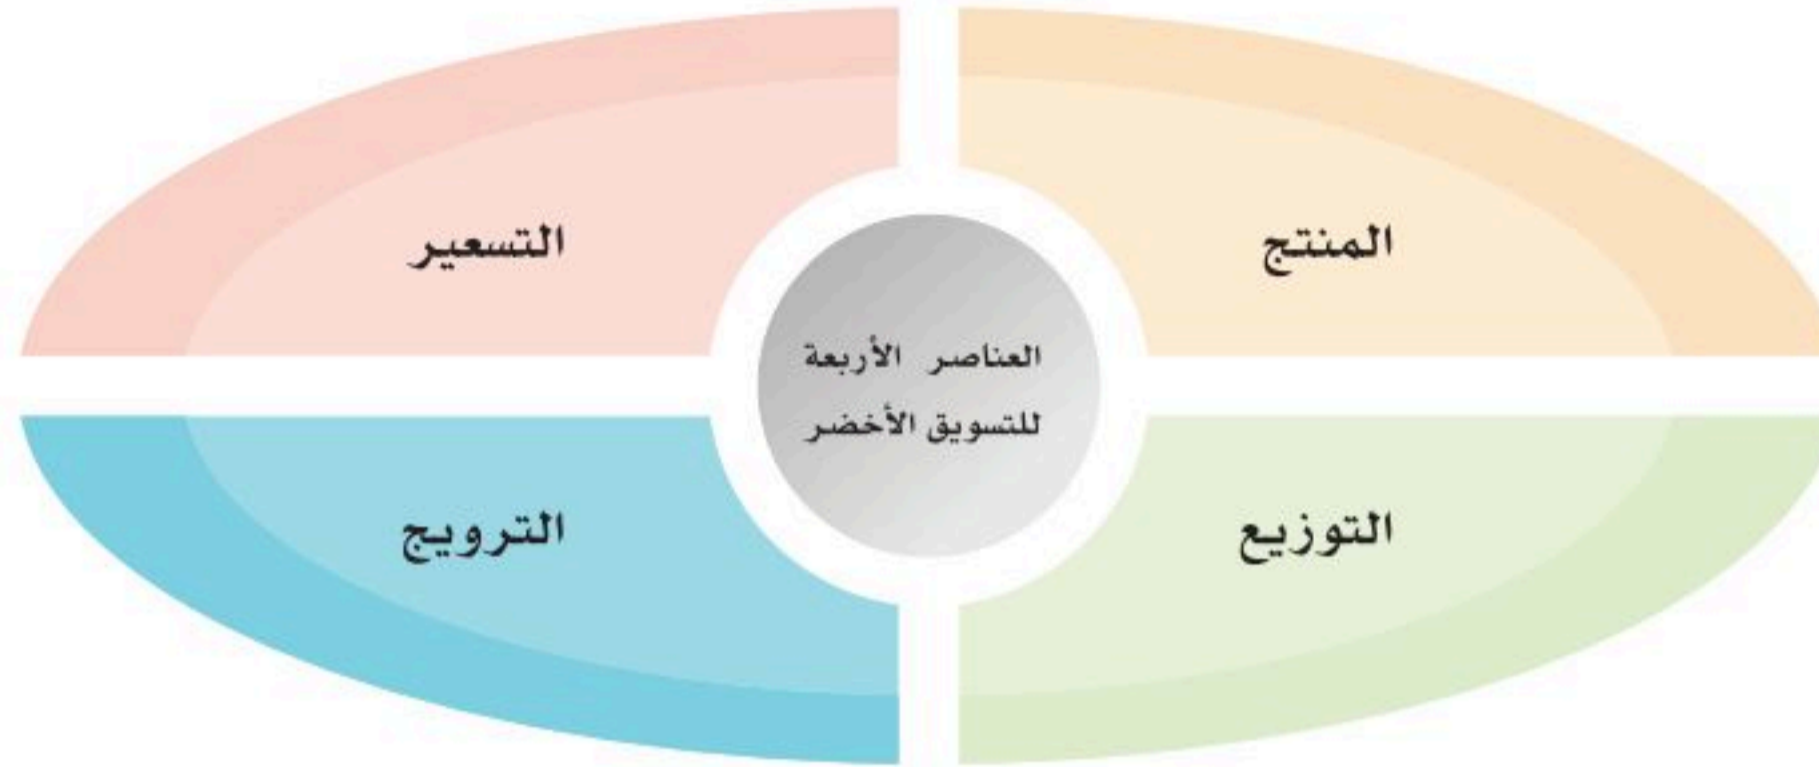 المنتج
التسعير
العناصر الأربعة
للتسويق الأخضر
التوزيع
الترويج